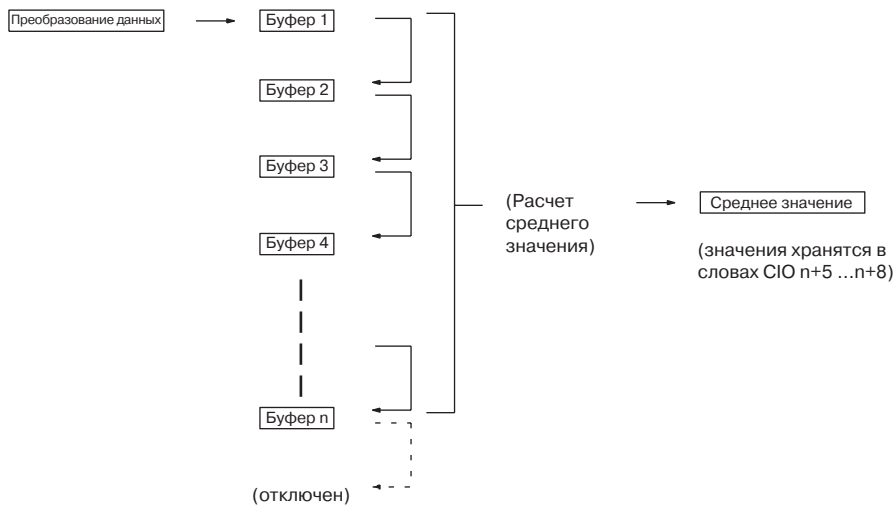 Преобразование данных
Буфер 1
Буфер 2
Буфер 3
Буфер 4
Буфер n
(отключен)
(Расчет
среднего
значения)
Среднее значение
(значения хранятся в
словах CIO n+5 ...n+8)